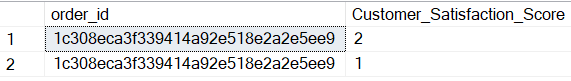 order_id Customer_Satisfaction_Score
1 1c308eca3f339414a92e518e2a2e5ee9 2
2 1c308eca3f339414a92e518e2a2e5ee9 1